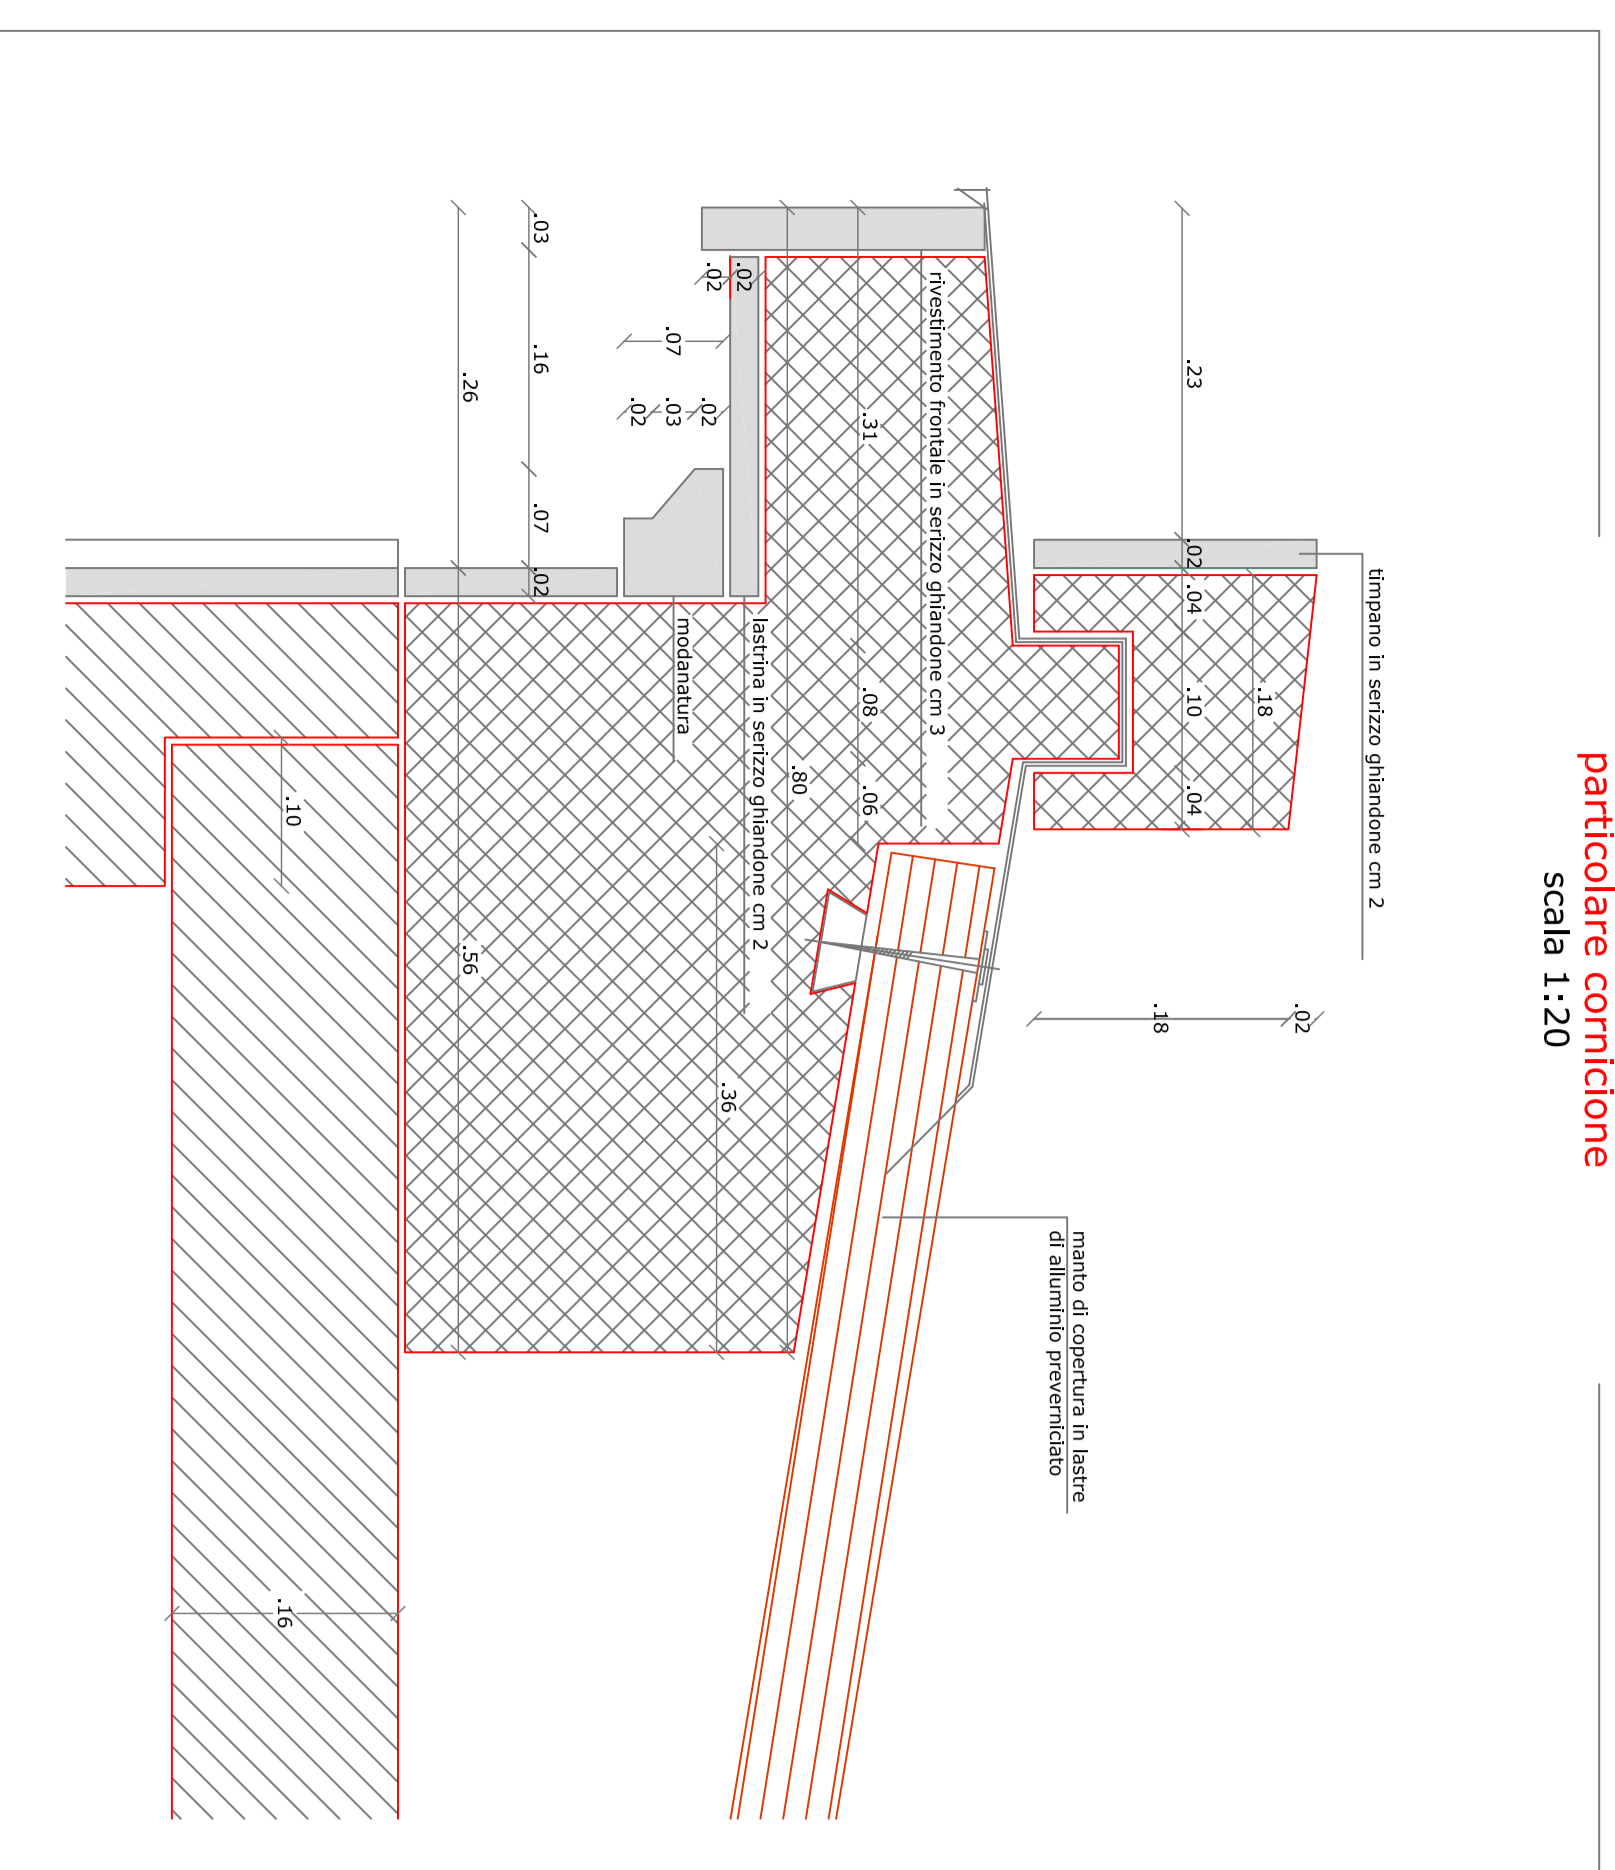 particolare cornicione
scala 1:20
timpano in serizzo ghiandone cm 2
.02
.18
.23 .02 .04 .10 .04
.18
manto di copertura in lastre
di alluminio preverniciato
rivestimento frontale in serizzo ghiandone cm 3
.31 .08 .06
.80
lastrina in serizzo ghiandone cm 2
.02
.36
.02
.02
modanatura
.07
.03
.02
.03 .16 .07 .02
.26 .56
.10
.16